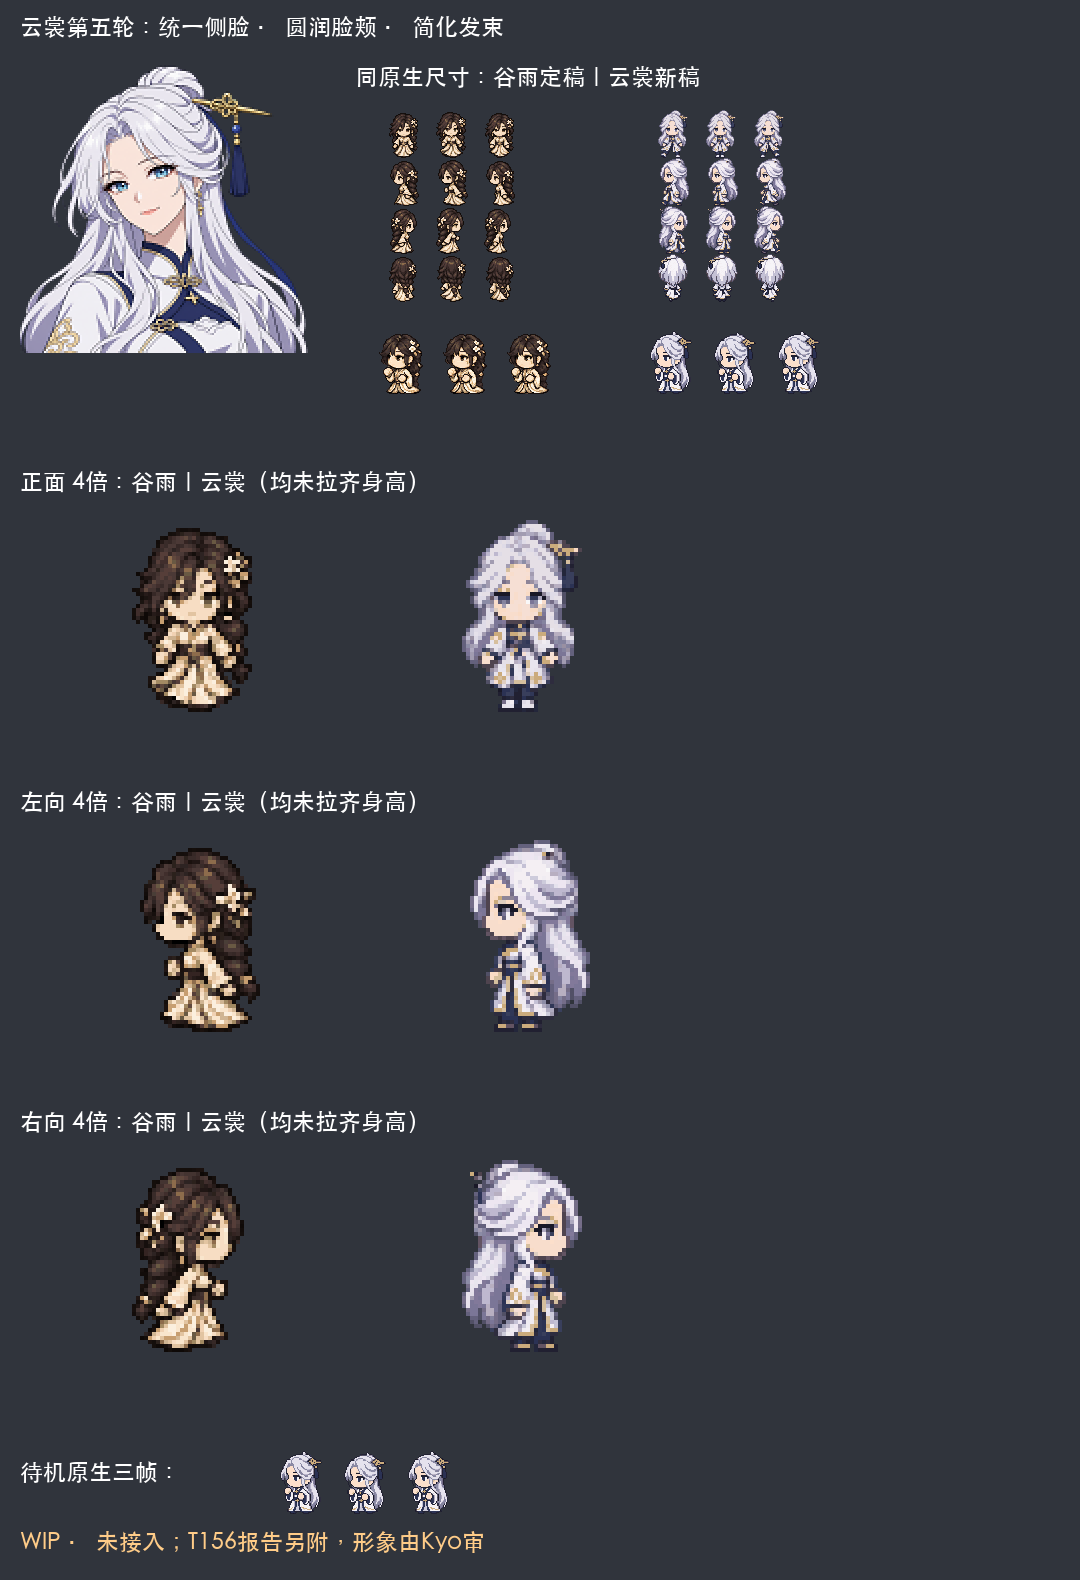 云裳第五轮：统一侧脸· 圆润脸颊· 简化发束
同原生尺寸：谷雨定稿｜云裳新稿
正面 4倍：谷雨｜云裳（均未拉齐身高）
左向 4倍：谷雨｜云裳（均未拉齐身高）
右向 4倍：谷雨｜云裳（均未拉齐身高）
待机原生三帧：
WIP· 未接入；T156报告另附，形象由Kyo审